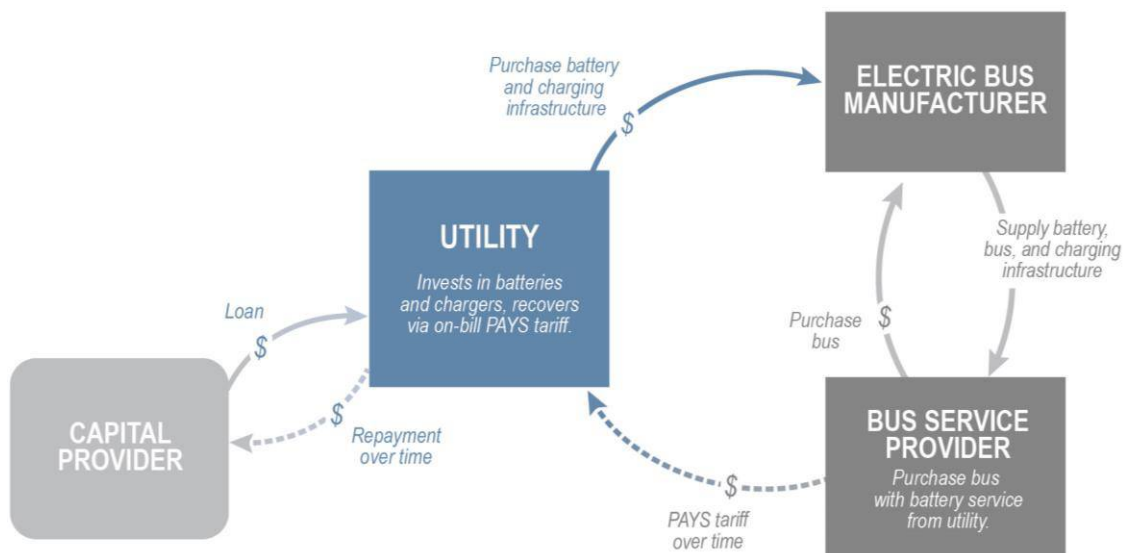 Purchase battery
and charging
infrastructure
$
ELECTRIC BUS
MANUFACTURER
UTILITY
Invests in batteries
and chargers, recovers
via on-bill PAYS tariff.
Supply battery,
bus, and charging
infrastructure
Loan
$
Purchase
bus
$
CAPITAL
PROVIDER
$
Repayment
over time
BUS SERVICE
PROVIDER
Purchase bus
with battery service
from utility.
$
PAYS tariff
over time